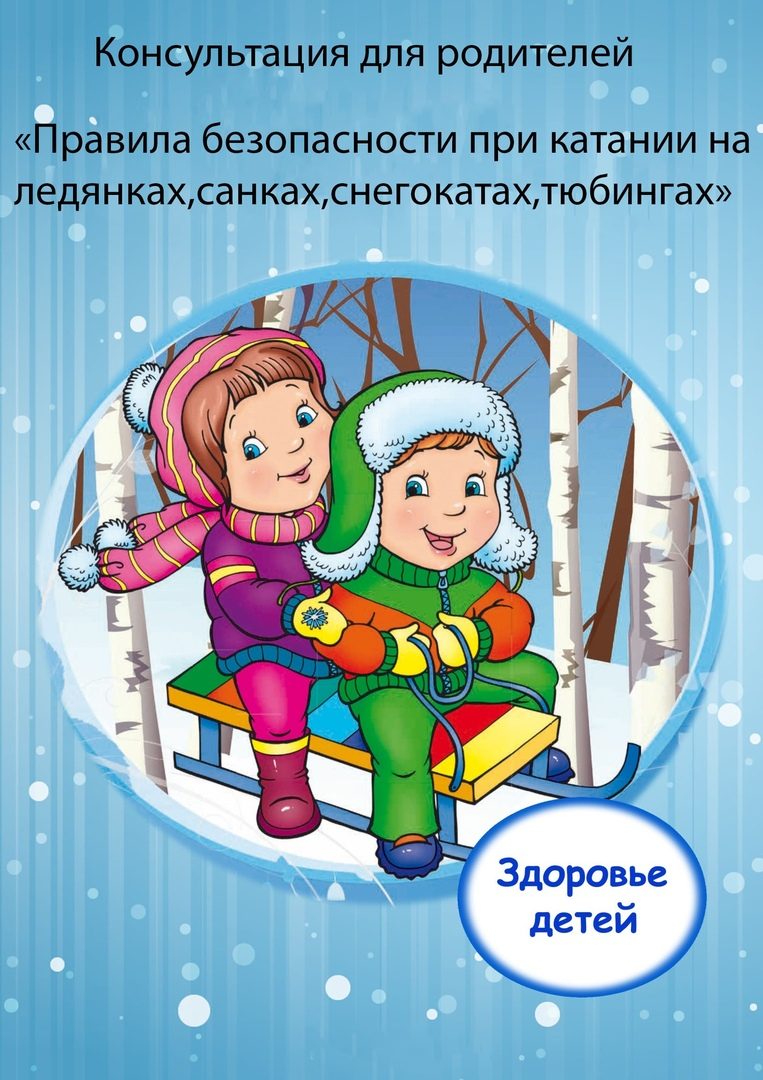 Консультация для родителей
«Правила безопасности при катании на
ледянках,санках,снегокатах,тюбингах»
Здоровье
детей